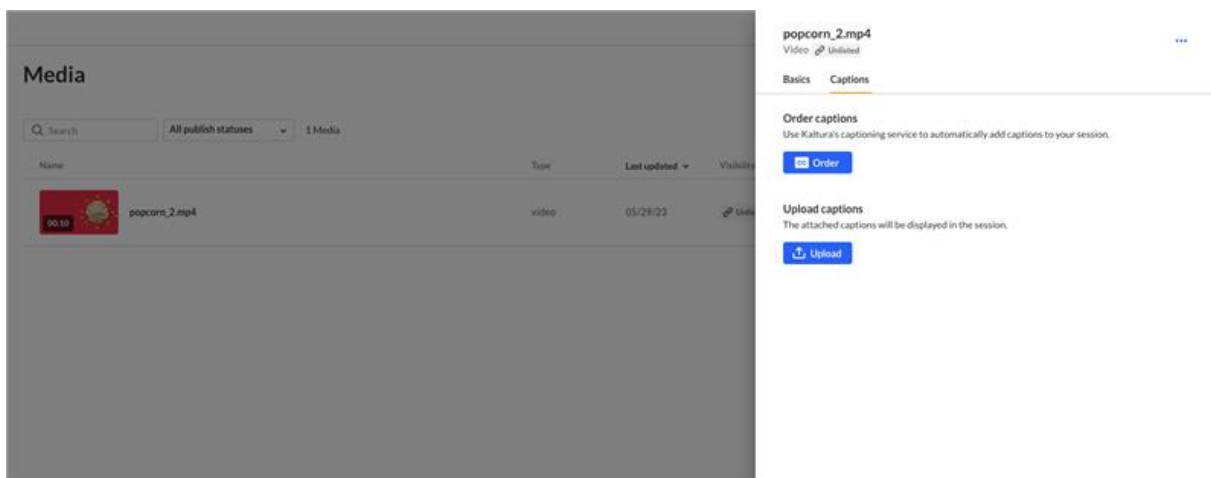 Media
Search
All publish statuses
1 Media
Name
Type
Last updated
Visibility
00:10
popcorn_2.mp4
video
05/29/23
popcorn_2.mp4
Video
Unlisted
Basics
Captions
Order captions
Use Kaltura's captioning service to automatically add captions to your session.
cc Order
Upload captions
The attached captions will be displayed in the session.
Upload